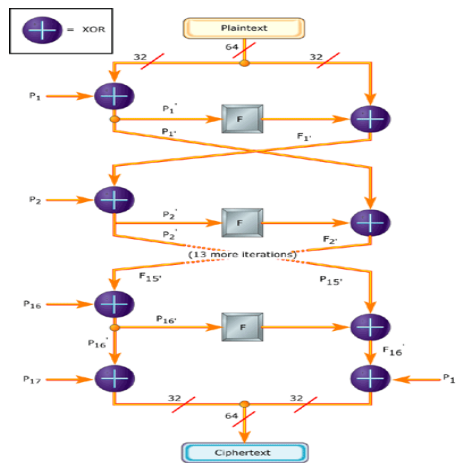 = XOR
Plaintext
64
32 32
P1
P1'
F
P1'
F1'
P2
P2'
F
P2'
F2'
(13 more iterations)
F15'
P15'
P16
P16'
F
P16'
F16'
P17
P1
32 32
64
Ciphertext